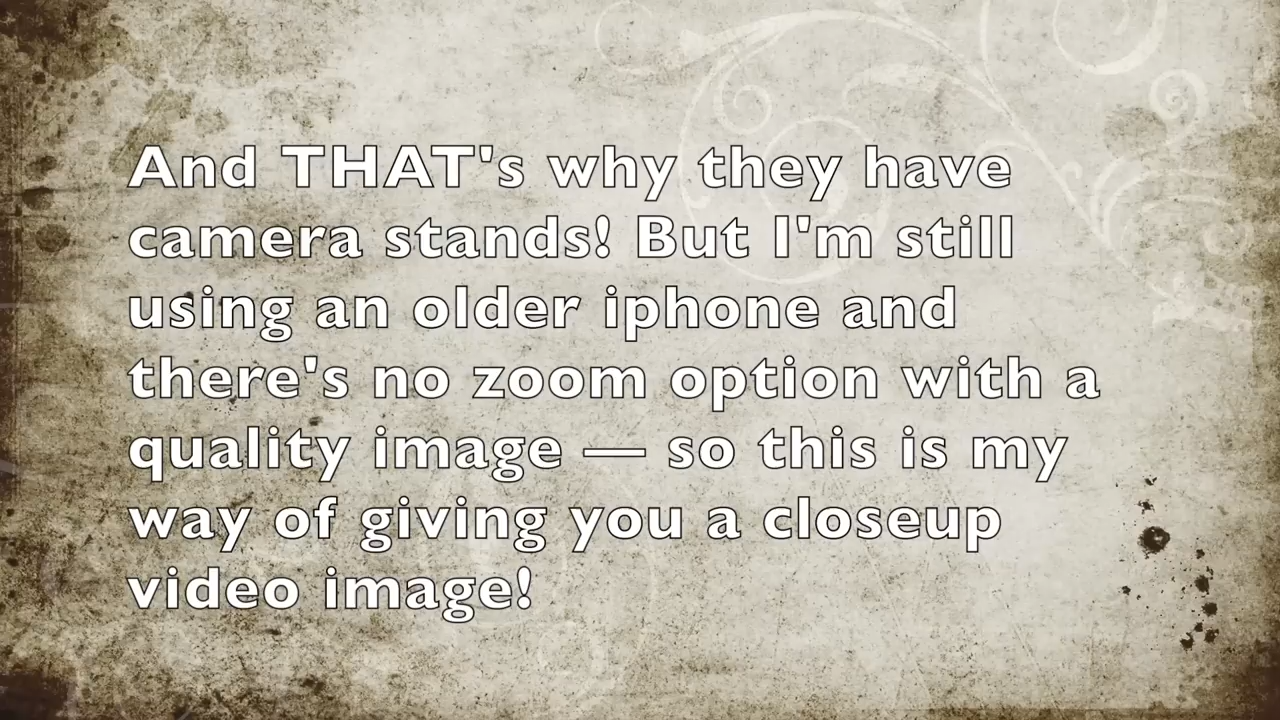 And THAT's why they have
camera stands! But I'm still
using an older iphone and
there's no zoom option with a
quality image — so this is my
way of giving you a closeup
video image!